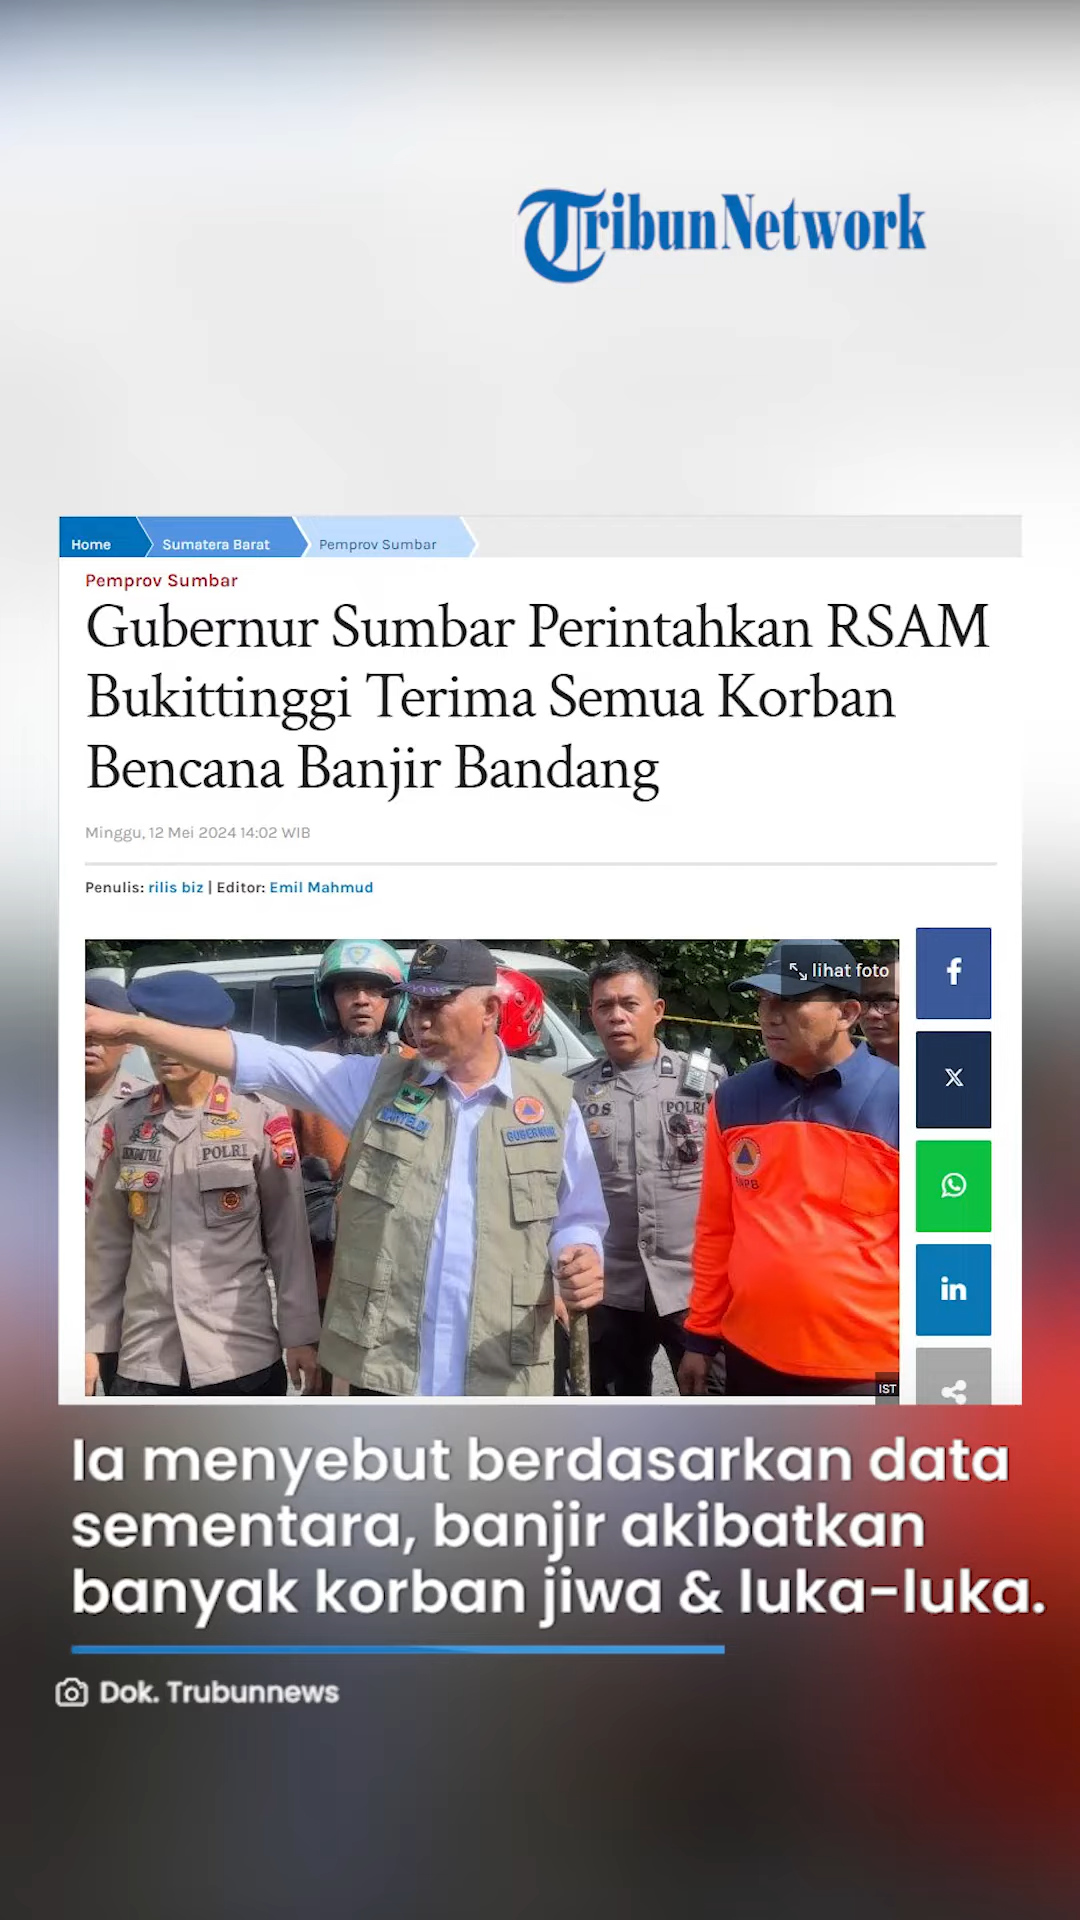 Tribun Network
Home
Sumatera Barat
Pemprov Sumbar
Pemprov Sumbar
Gubernur Sumbar Perintahkan RSAM
Bukittinggi Terima Semua Korban
Bencana Banjir Bandang
Minggu, 12 Mei 2024 14:02 WIB
Penulis: rilis biz | Editor: Emil Mahmud
lihat foto
POLRI
GUBERNUR
POLRI
IST
Ia menyebut berdasarkan data
sementara, banjir akibatkan
banyak korban jiwa & luka-luka.
Dok. Trubunnews